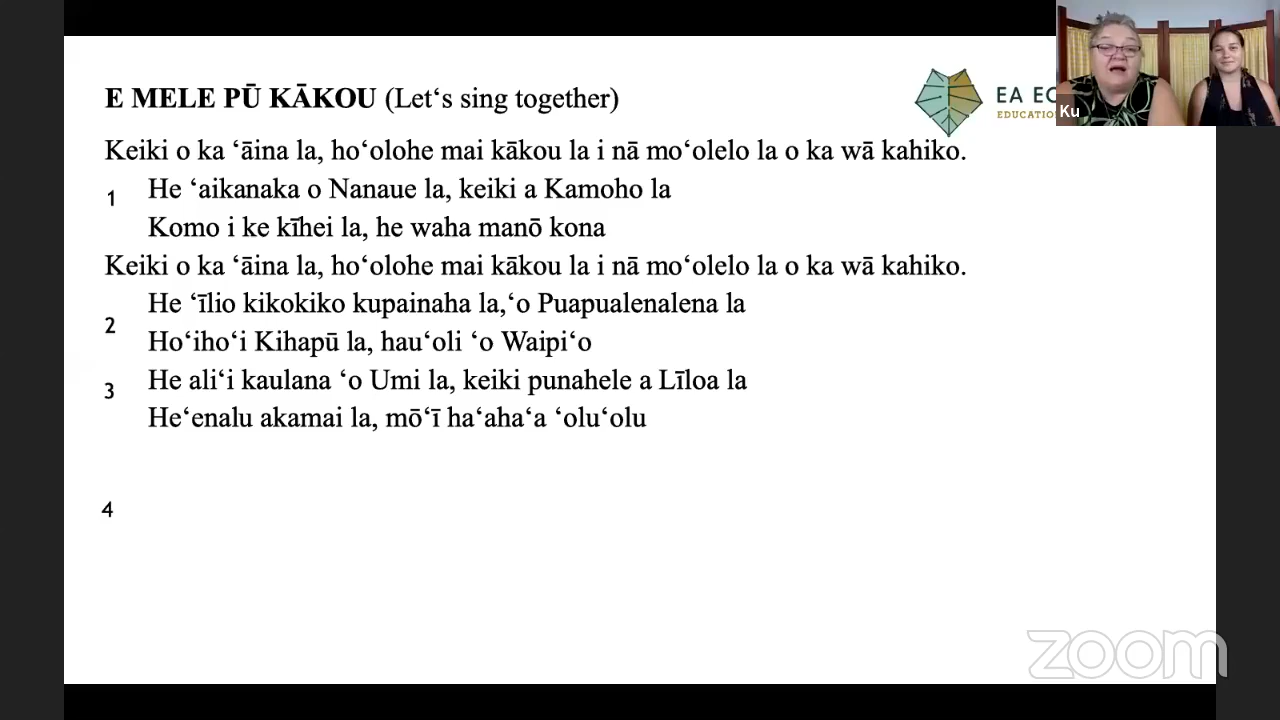 E MELE PŪ KĀKOU (Let‘s sing together)
Keiki o ka ‘āina la, ho‘olohe mai kākou la i nā mo‘olelo la o ka wā kahiko.
1 He ‘aikanaka o Nanaue la, keiki a Kamoho la
Komo i ke kīhei la, he waha manō kona
Keiki o ka ‘āina la, ho‘olohe mai kākou la i nā mo‘olelo la o ka wā kahiko.
2 He ‘īlio kikokiko kupainaha la,‘o Puapualenalena la
Ho‘iho‘i Kihapū la, hau‘oli ‘o Waipi‘o
3 He ali‘i kaulana ‘o Umi la, keiki punahele a Līloa la
He‘enalu akamai la, mō‘ī ha‘aha‘a ‘olu‘olu
4
EA
Ku
zoom